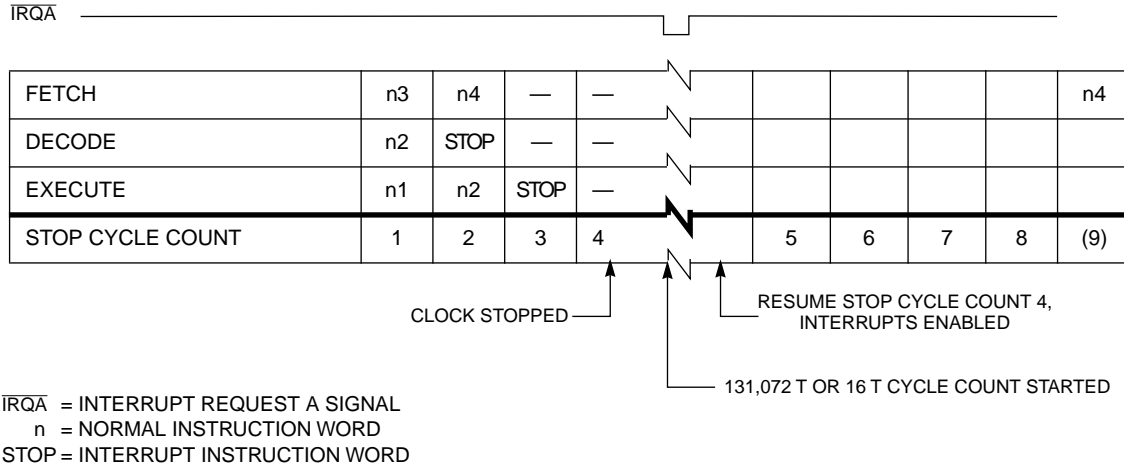 IRQA
FETCH n3 n4 — — n4
DECODE n2 STOP — —
EXECUTE n1 n2 STOP —
STOP CYCLE COUNT 1 2 3 4 5 6 7 8 (9)
CLOCK STOPPED
RESUME STOP CYCLE COUNT 4,
INTERRUPTS ENABLED
131,072 T OR 16 T CYCLE COUNT STARTED
IRQA = INTERRUPT REQUEST A SIGNAL
n = NORMAL INSTRUCTION WORD
STOP = INTERRUPT INSTRUCTION WORD